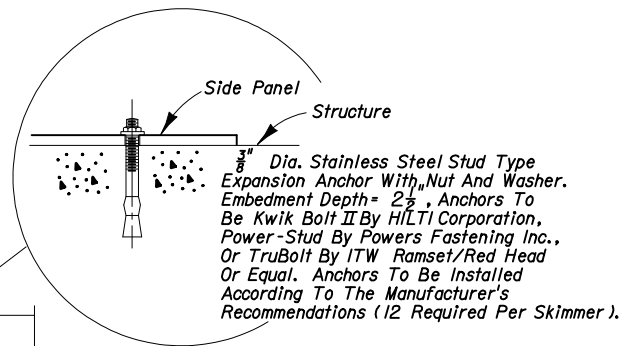 Side Panel
Structure
3/8" Dia. Stainless Steel Stud Type
Expansion Anchor With Nut And Washer.
Embedment Depth= 2 1/2", Anchors To
Be Kwik Bolt II By HILTI Corporation,
Power-Stud By Powers Fastening Inc.,
Or TruBolt By ITW Ramset/Red Head
Or Equal. Anchors To Be Installed
According To The Manufacturer's
Recommendations (12 Required Per Skimmer).